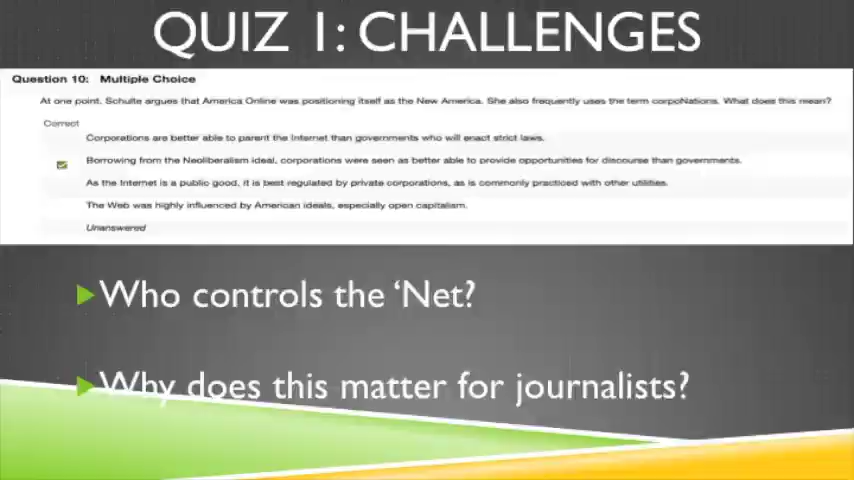 QUIZ 1: CHALLENGES
Question 10: Multiple Choice
At one point, Schulte argues that America Online was positioning itself as the New America. She also frequently uses the term corpoNations. What does this mean?
Correct
Corporations are better able to parent the Internet than governments who will enact strict laws.
Borrowing from the Neoliberalism ideal, corporations were seen as better able to provide opportunities for discourse than governments.
As the Internet is a public good, it is best regulated by private corporations, as is commonly practiced with other utilities.
The Web was highly influenced by American ideals, especially open capitalism.
Unanswered
Who controls the ‘Net?
Why does this matter for journalists?